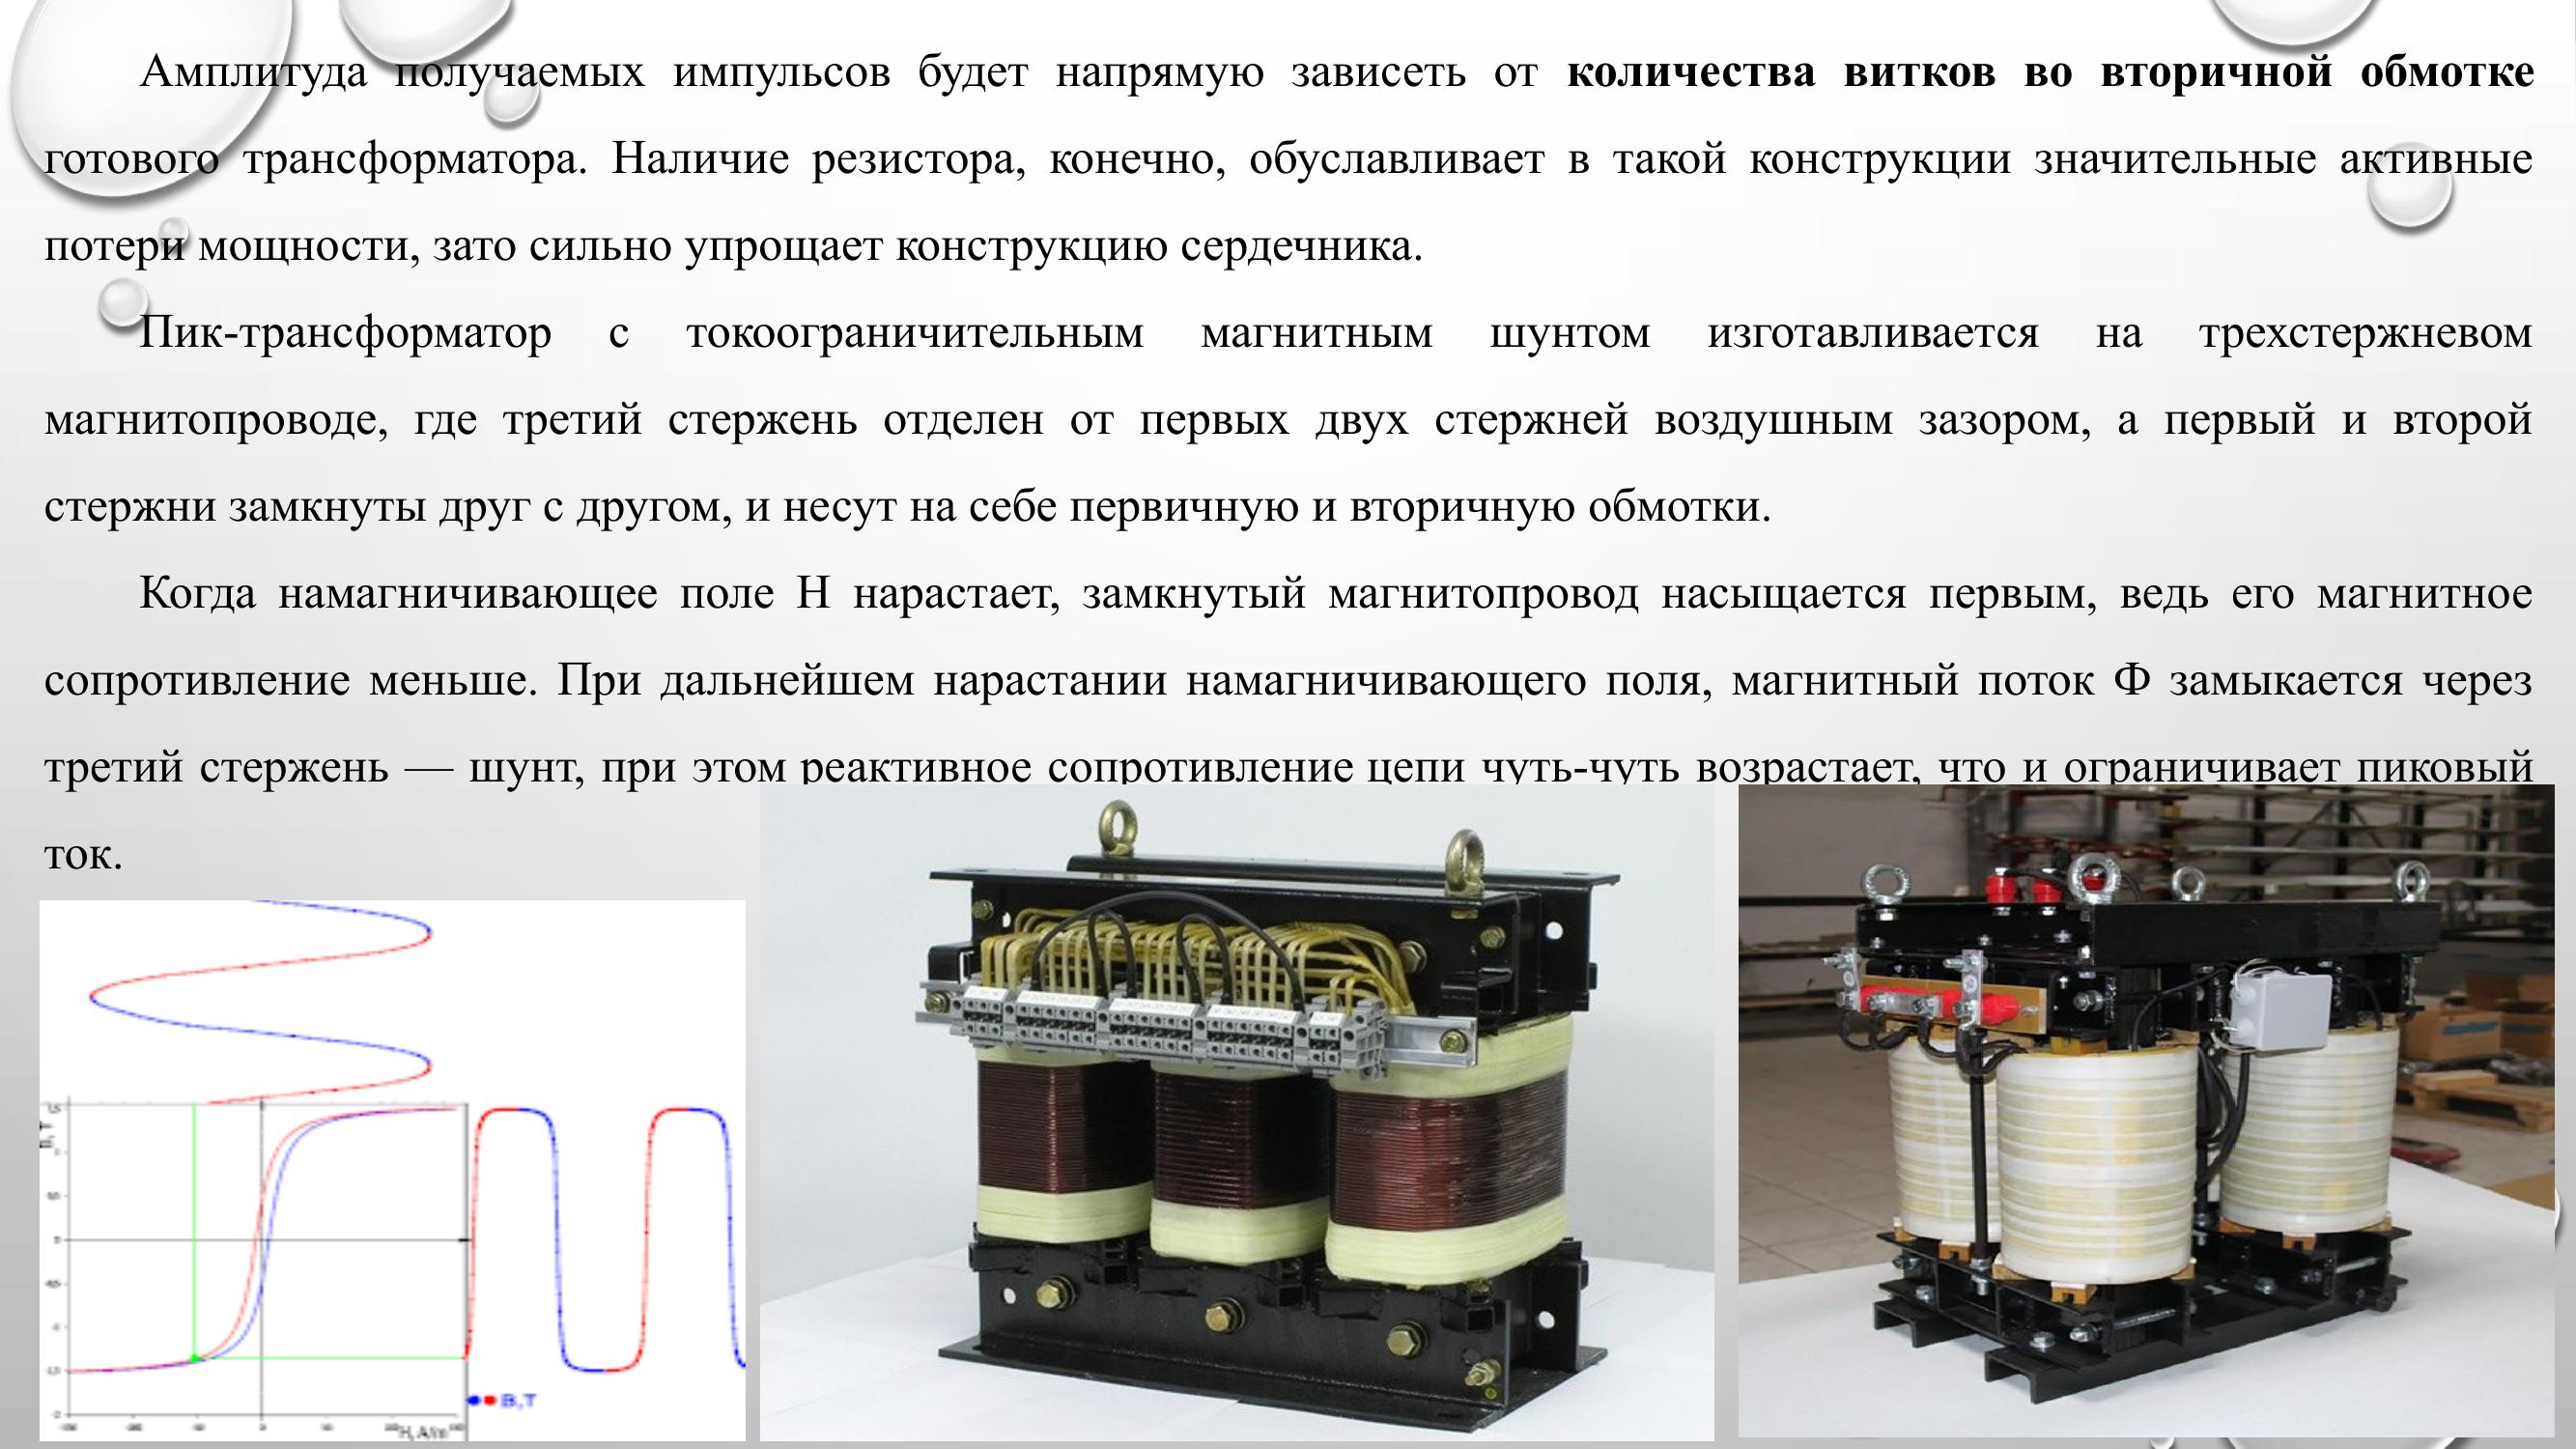 Амплитуда получаемых импульсов будет напрямую зависеть от количества витков во вторичной обмотке
готового трансформатора. Наличие резистора, конечно, обуславливает в такой конструкции значительные активные
потери мощности, зато сильно упрощает конструкцию сердечника.
Пик-трансформатор с токоограничительным магнитным шунтом изготавливается на трехстержневом
магнитопроводе, где третий стержень отделен от первых двух стержней воздушным зазором, а первый и второй
стержни замкнуты друг с другом, и несут на себе первичную и вторичную обмотки.
Когда намагничивающее поле Н нарастает, замкнутый магнитопровод насыщается первым, ведь его магнитное
сопротивление меньше. При дальнейшем нарастании намагничивающего поля, магнитный поток Ф замыкается через
третий стержень — шунт, при этом реактивное сопротивление цепи чуть-чуть возрастает, что и ограничивает пиковый
ток.
B,T
H, A/m
B,T